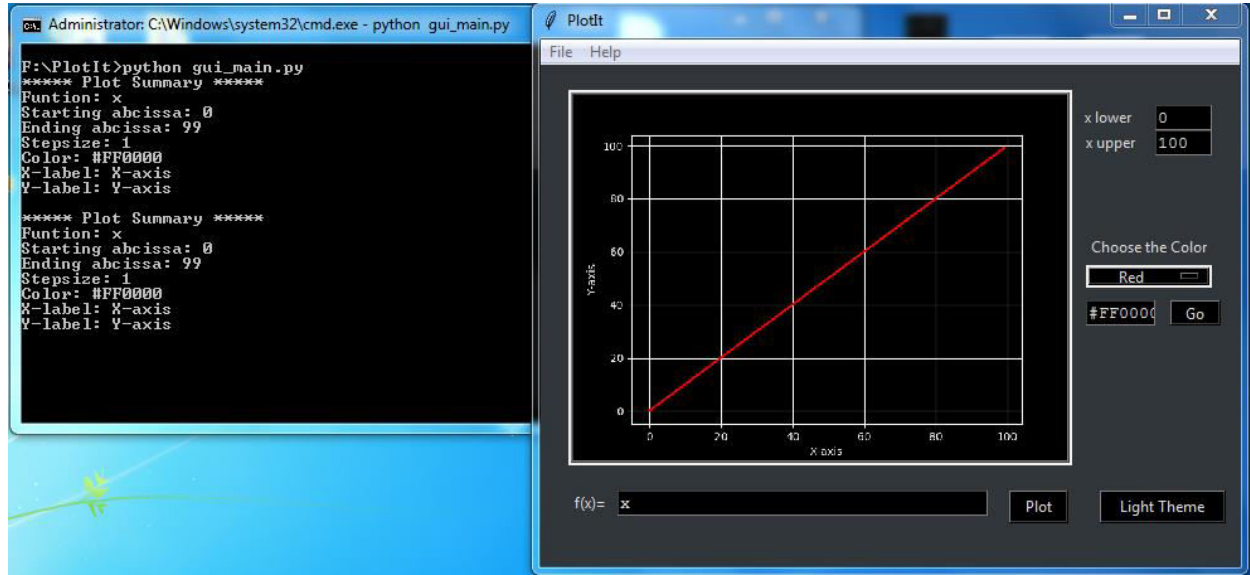 Administrator: C:\Windows\system32\cmd.exe - python gui_main.py
F:\PlotIt>python gui_main.py
***** Plot Summary *****
Funtion: x
Starting abcissa: 0
Ending abcissa: 99
Stepsize: 1
Color: #FF0000
X-label: X-axis
Y-label: Y-axis
***** Plot Summary *****
Funtion: x
Starting abcissa: 0
Ending abcissa: 99
Stepsize: 1
Color: #FF0000
X-label: X-axis
Y-label: Y-axis
PlotIt
File Help
x lower 0
x upper 100
100
80
60
40
20
0
Y-axis
0 20 40 60 80 100
X axis
Choose the Color
Red
#FF000 Go
f(x)= x
Plot
Light Theme